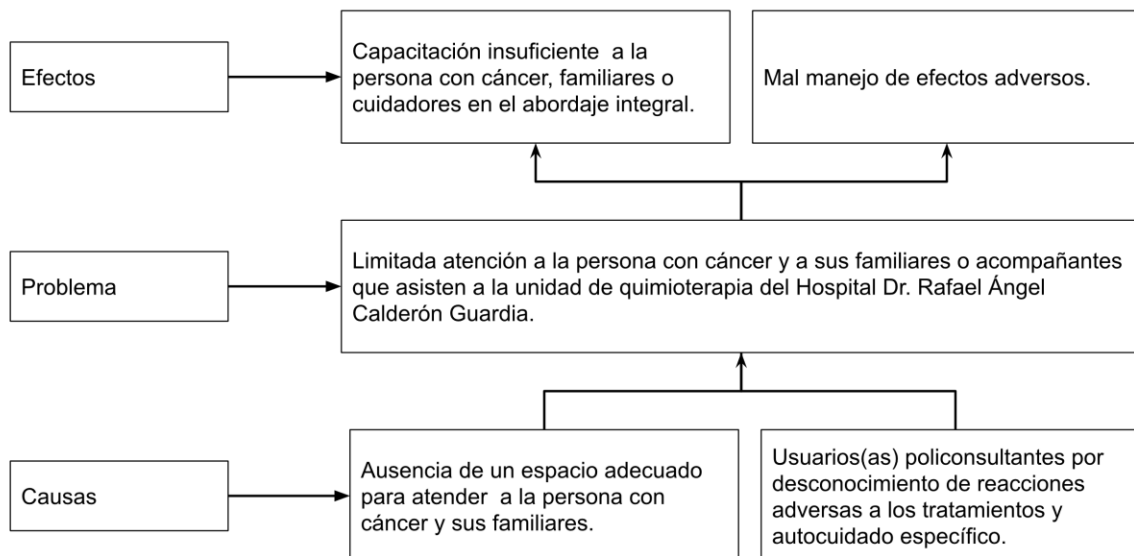 Efectos
Capacitación insuficiente  a la
persona con cáncer, familiares o
cuidadores en el abordaje integral.
Mal manejo de efectos adversos.
Problema
Limitada atención a la persona con cáncer y a sus familiares o acompañantes
que asisten a la unidad de quimioterapia del Hospital Dr. Rafael Ángel
Calderón Guardia.
Causas
Ausencia de un espacio adecuado
para atender  a la persona con
cáncer y sus familiares.
Usuarios(as) policonsultantes por
desconocimiento de reacciones
adversas a los tratamientos y
autocuidado específico.